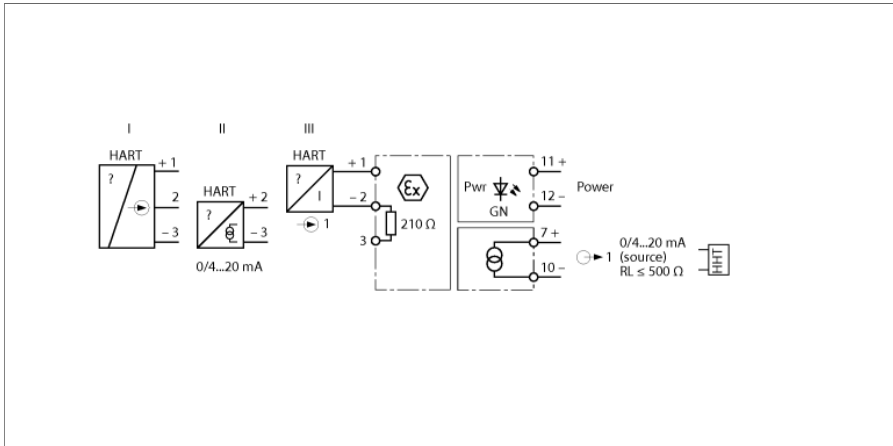 I II III
HART
HART
HART
+ 1
2
– 3
?
+ 2
– 3
?
0/4...20 mA
?
I
1
+ 1
– 2
3
εx
210 Ω
Pwr
GN
11 +
12 –
Power
7 +
10 –
1
0/4...20 mA
(source)
RL ≤ 500 Ω
HHT